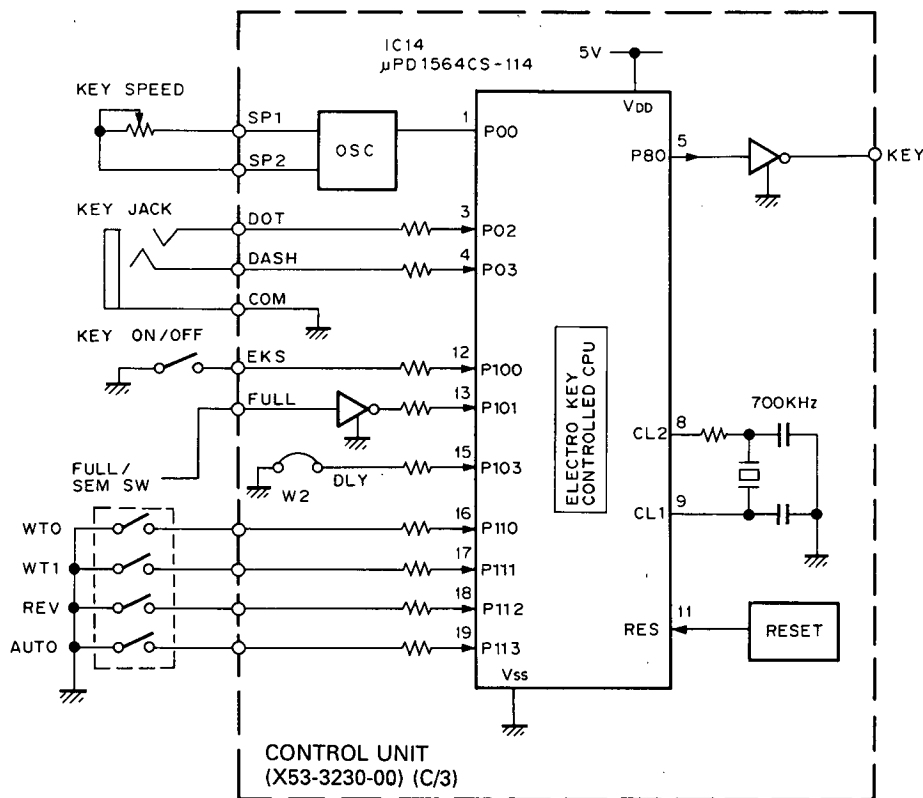 IC14
μPD1564CS-114
5V
VDD
KEY SPEED
SP1
SP2
OSC
1
P00
5
P80
KEY
KEY JACK
DOT
3
P02
DASH
4
P03
COM
KEY ON/OFF
EKS
12
P100
FULL
13
P101
FULL/
SEM SW
W2
DLY
15
P103
ELECTRO KEY
CONTROLLED CPU
700KHz
CL2
8
CL1
9
WT0
16
P110
WT1
17
P111
REV
18
P112
AUTO
19
P113
RES
11
RESET
Vss
CONTROL UNIT
(X53-3230-00) (C/3)